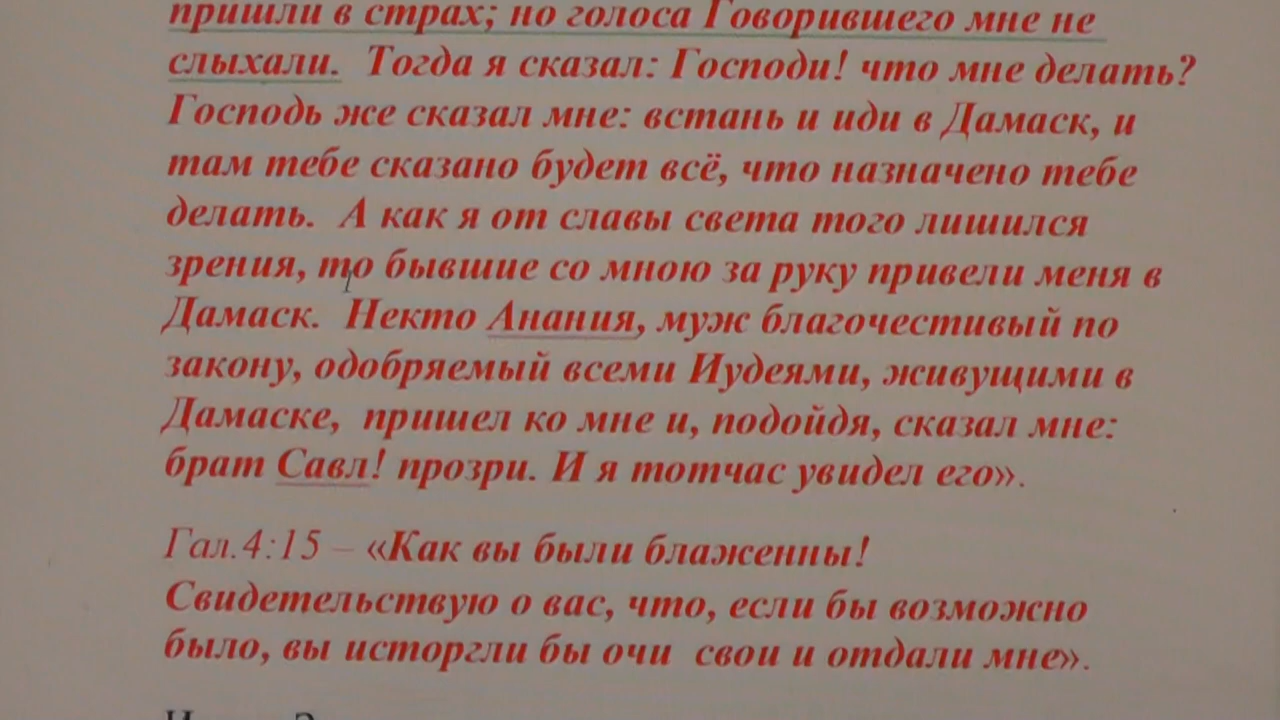 пришли в страх; но голоса Говорившего мне не
слыхали. Тогда я сказал: Господи! что мне делать?
Господь же сказал мне: встань и иди в Дамаск, и
там тебе сказано будет всё, что назначено тебе
делать. А как я от славы света того лишился
зрения, то бывшие со мною за руку привели меня в
Дамаск. Некто Анания, муж благочестивый по
закону, одобряемый всеми Иудеями, живущими в
Дамаске, пришел ко мне и, подойдя, сказал мне:
брат Савл! прозри. И я тотчас увидел его».
Гал.4:15 – «Как вы были блаженны!
Свидетельствую о вас, что, если бы возможно
было, вы исторгли бы очи свои и отдали мне».